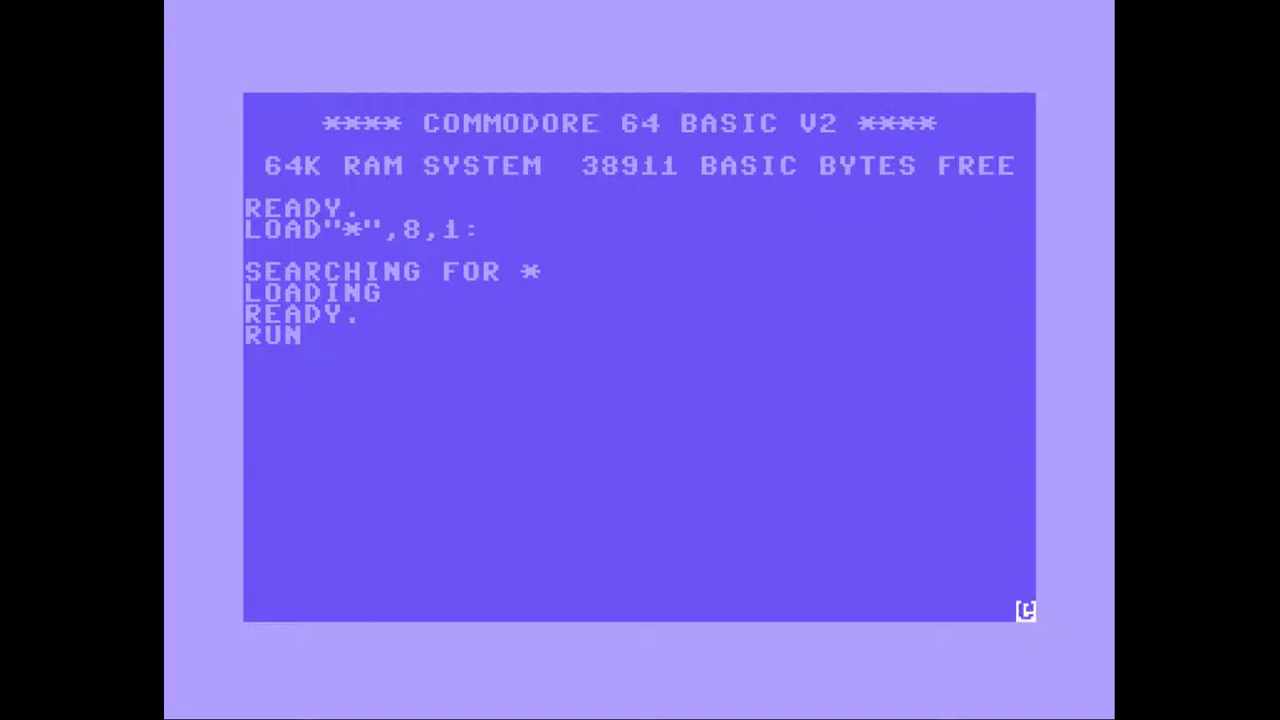 **** COMMODORE 64 BASIC V2 ****
64K RAM SYSTEM  38911 BASIC BYTES FREE
READY.
LOAD"*",8,1:
SEARCHING FOR *
LOADING
READY.
RUN